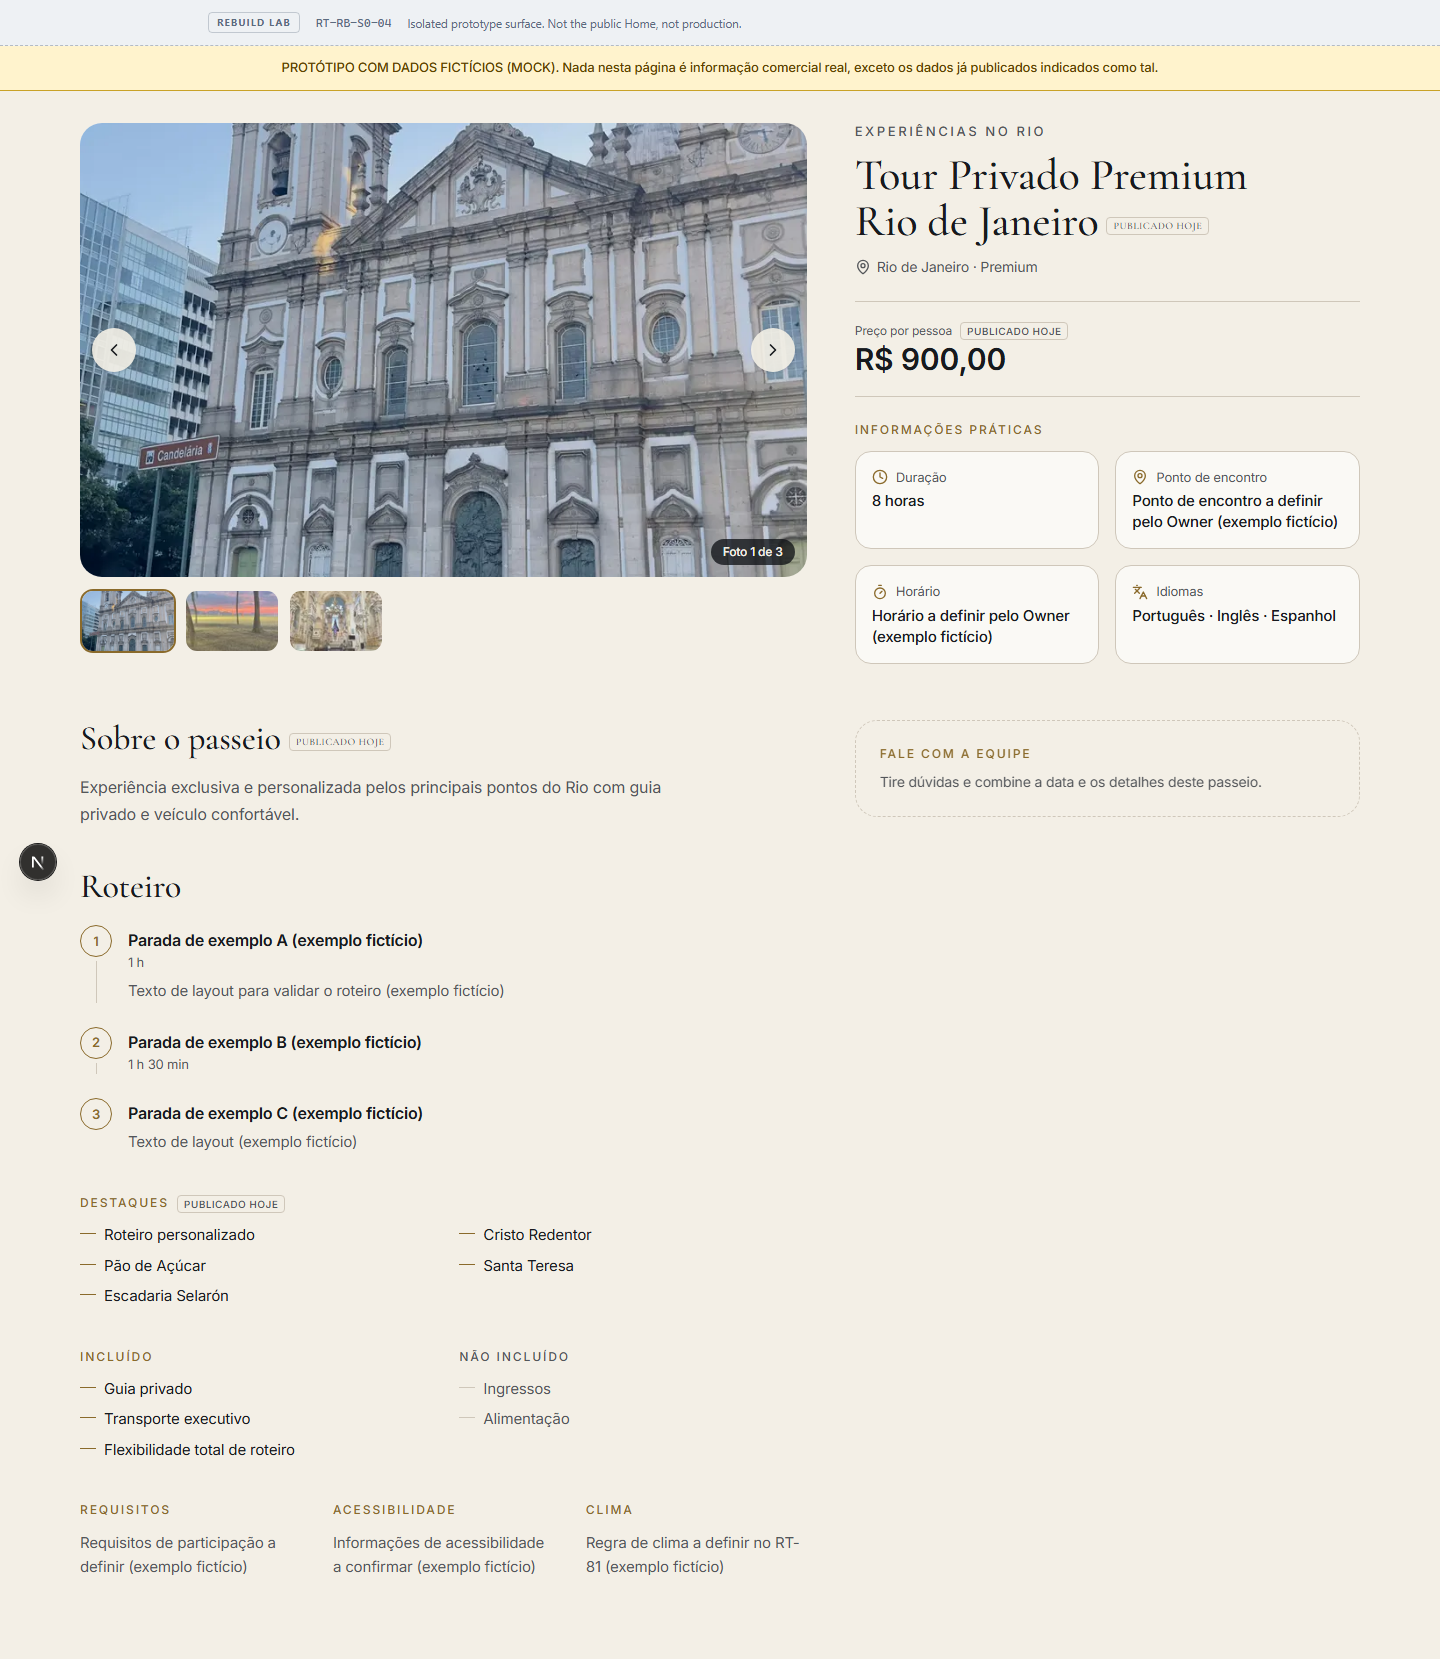 REBUILD LAB RT-RB-S0-04 Isolated prototype surface. Not the public Home, not production.
PROTÓTIPO COM DADOS FICTÍCIOS (MOCK). Nada nesta página é informação comercial real, exceto os dados já publicados indicados como tal.
Candelária
Foto 1 de 3
EXPERIÊNCIAS NO RIO
Tour Privado Premium
Rio de Janeiro PUBLICADO HOJE
Rio de Janeiro · Premium
Preço por pessoa PUBLICADO HOJE
R$ 900,00
INFORMAÇÕES PRÁTICAS
Duração
8 horas
Ponto de encontro
Ponto de encontro a definir
pelo Owner (exemplo fictício)
Horário
Horário a definir pelo Owner
(exemplo fictício)
Idiomas
Português · Inglês · Espanhol
Sobre o passeio PUBLICADO HOJE
Experiência exclusiva e personalizada pelos principais pontos do Rio com guia
privado e veículo confortável.
FALE COM A EQUIPE
Tire dúvidas e combine a data e os detalhes deste passeio.
N
Roteiro
1 Parada de exemplo A (exemplo fictício)
1 h
Texto de layout para validar o roteiro (exemplo fictício)
2 Parada de exemplo B (exemplo fictício)
1 h 30 min
3 Parada de exemplo C (exemplo fictício)
Texto de layout (exemplo fictício)
DESTAQUES PUBLICADO HOJE
— Roteiro personalizado
— Cristo Redentor
— Pão de Açúcar
— Santa Teresa
— Escadaria Selarón
INCLUÍDO
— Guia privado
— Transporte executivo
— Flexibilidade total de roteiro
NÃO INCLUÍDO
— Ingressos
— Alimentação
REQUISITOS
Requisitos de participação a
definir (exemplo fictício)
ACESSIBILIDADE
Informações de acessibilidade
a confirmar (exemplo fictício)
CLIMA
Regra de clima a definir no RT-
81 (exemplo fictício)